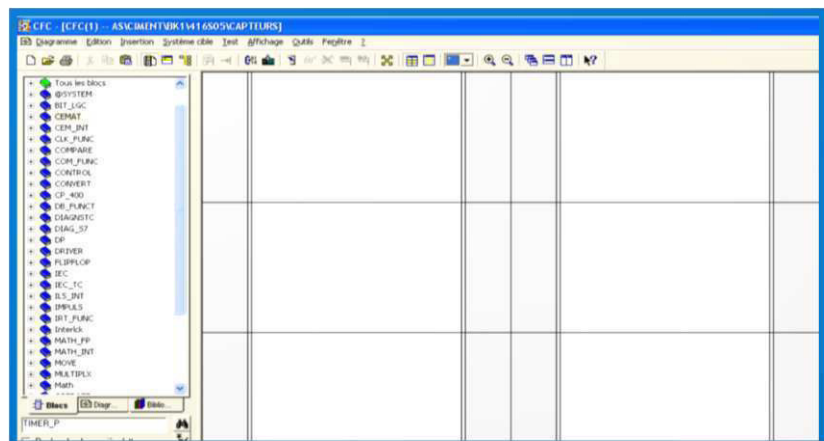 CFC - [CFC(1) -- AS\CIMENT\BK1\416S05\CAPTEURS]
Diagramme Edition Insertion Système cible Test Affichage Outils Fenêtre ?
Tous les blocs
@SYSTEM
BIT_LGC
CEMAT
CEM_INT
CLK_FUNC
COMPARE
COM_FUNC
CONTROL
CONVERT
CP_400
DB_FUNCT
DIAGNSTC
DIAG_S7
DP
DRIVER
FLIPFLOP
IEC
IEC_TC
ILS_INT
IMPULS
IRT_FUNC
Interlck
MATH_FP
MATH_INT
MOVE
MULTIPLX
Math
Blocs Diagr... Biblio...
TIMER_P